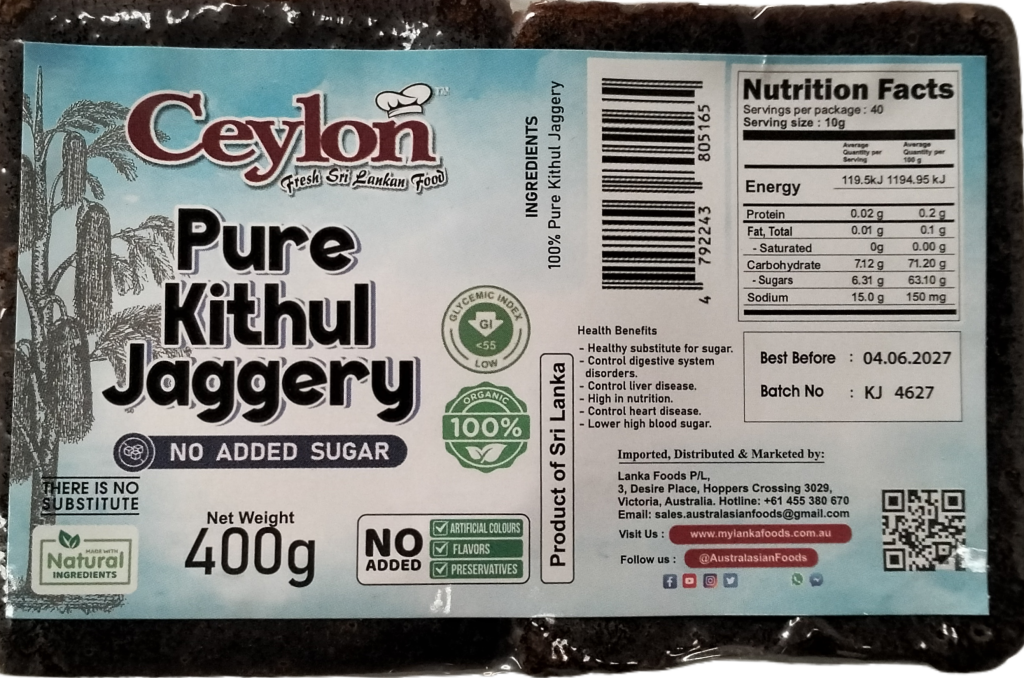 Ceylon
TM
Fresh Sri Lankan Food
Pure
Kithul
Jaggery
NO ADDED SUGAR
THERE IS NO
SUBSTITUTE
MADE WITH
Natural
INGREDIENTS
Net Weight
400g
NO
ADDED
ARTIFICIAL COLOURS
FLAVORS
PRESERVATIVES
GLYCEMIC INDEX
GI
<55
LOW
ORGANIC
100%
INGREDIENTS
100% Pure Kithul Jaggery
Product of Sri Lanka
4 792243 805165
Health Benefits
- Healthy substitute for sugar.
- Control digestive system
disorders.
- Control liver disease.
- High in nutrition.
- Control heart disease.
- Lower high blood sugar.
Nutrition Facts
Servings per package : 40
Serving size : 10g
Average Quantity per Serving Average Quantity per 100 g
Energy 119.5kJ 1194.95 kJ
Protein 0.02 g 0.2 g
Fat, Total 0.01 g 0.1 g
- Saturated 0g 0.00 g
Carbohydrate 7.12 g 71.20 g
- Sugars 6.31 g 63.10 g
Sodium 15.0 g 150 mg
Best Before : 04.06.2027
Batch No : KJ 4627
Imported, Distributed & Marketed by:
Lanka Foods P/L,
3, Desire Place, Hoppers Crossing 3029,
Victoria, Australia. Hotline: +61 455 380 670
Email: sales.australasianfoods@gmail.com
Visit Us : www.mylankafoods.com.au
Follow us : @AustralasianFoods